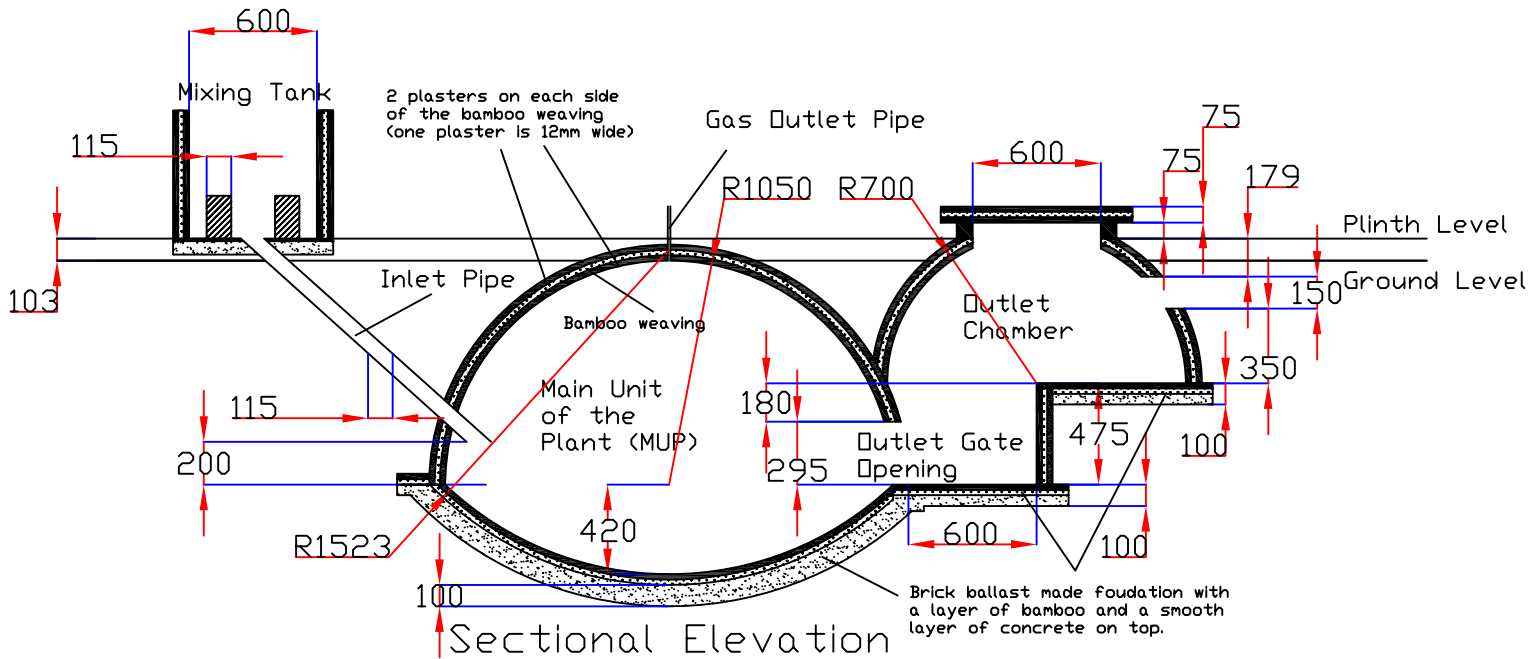 600
Mixing Tank
2 plasters on each side
of the bamboo weaving
(one plaster is 12mm wide)
Gas Outlet Pipe
75
115
600
75
179
R1050
R700
Plinth Level
Inlet Pipe
Ground Level
103
150
Outlet
Chamber
Bamboo weaving
350
Main Unit
of the
Plant (MUP)
115
180
475
Outlet Gate
Opening
100
200
295
420
600
R1523
100
100
Brick ballast made foudation with
a layer of bamboo and a smooth
layer of concrete on top.
Sectional Elevation